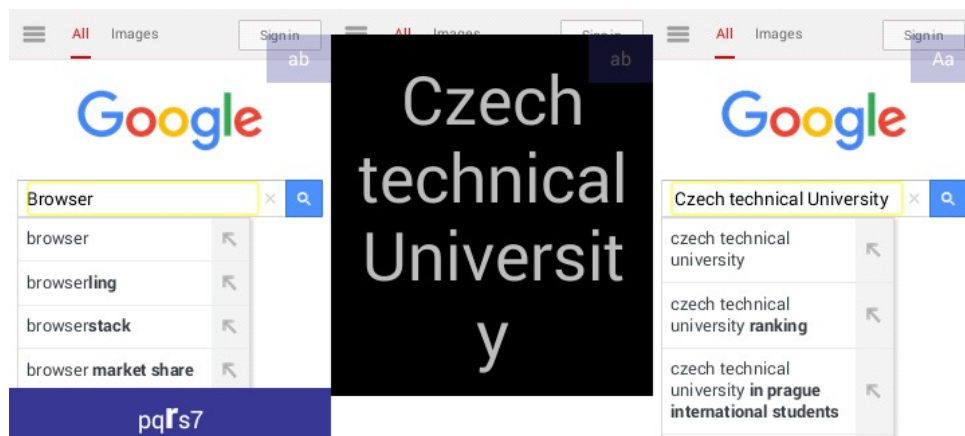 All Images Sign in
ab
Google
Browser
browser
browserling
browserstack
browser market share
pqrs7
All Images Sign in
ab
Czech
technical
Universit
y
All Images Sign in
Aa
Google
Czech technical University
czech technical
university
czech technical
university ranking
czech technical
university in prague
international students